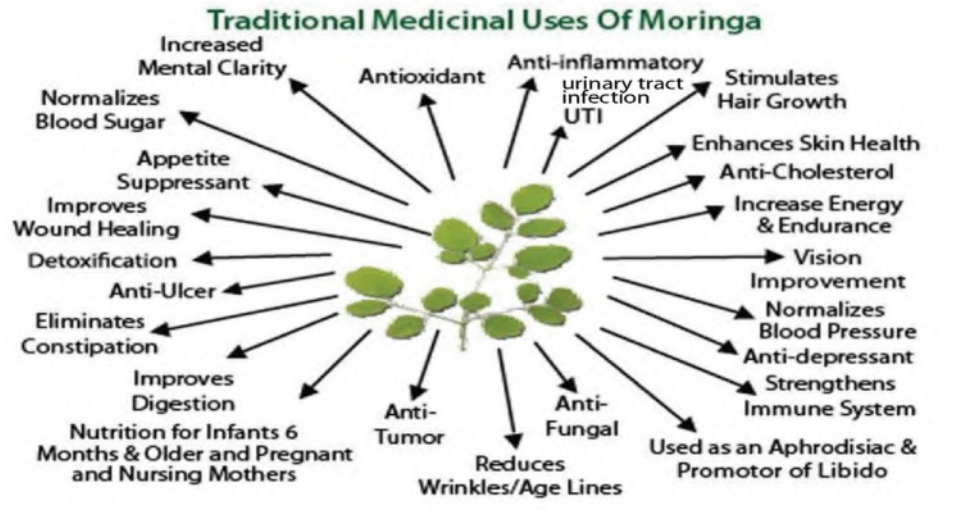 Traditional Medicinal Uses Of Moringa
Increased
Mental Clarity
Antioxidant
Anti-inflammatory
urinary tract
infection
UTI
Stimulates
Hair Growth
Normalizes
Blood Sugar
Enhances Skin Health
Appetite
Suppressant
Anti-Cholesterol
Improves
Wound Healing
Increase Energy
& Endurance
Detoxification
Vision
Improvement
Anti-Ulcer
Normalizes
Blood Pressure
Eliminates
Constipation
Anti-depressant
Improves
Digestion
Strengthens
Immune System
Nutrition for Infants 6
Months & Older and Pregnant
and Nursing Mothers
Anti-
Tumor
Reduces
Wrinkles/Age Lines
Anti-
Fungal
Used as an Aphrodisiac &
Promotor of Libido